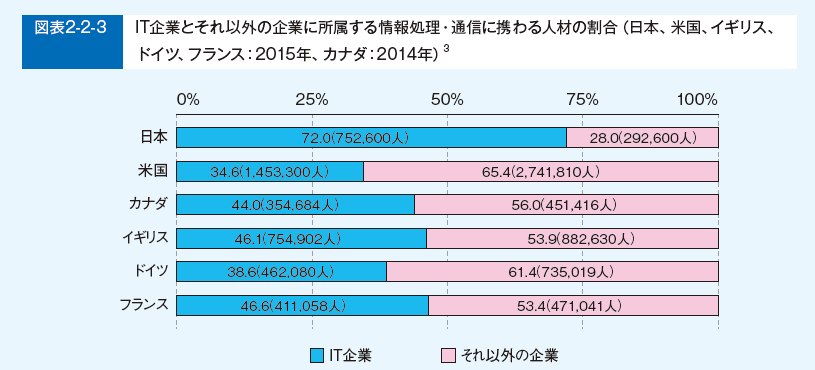 図表2-2-3
IT企業とそれ以外の企業に所属する情報処理・通信に携わる人材の割合（日本、米国、イギリス、
ドイツ、フランス：2015年、カナダ：2014年）3
0% 25% 50% 75% 100%
日本 72.0(752,600人) 28.0(292,600人)
米国 34.6(1,453,300人) 65.4(2,741,810人)
カナダ 44.0(354,684人) 56.0(451,416人)
イギリス 46.1(754,902人) 53.9(882,630人)
ドイツ 38.6(462,080人) 61.4(735,019人)
フランス 46.6(411,058人) 53.4(471,041人)
IT企業 それ以外の企業